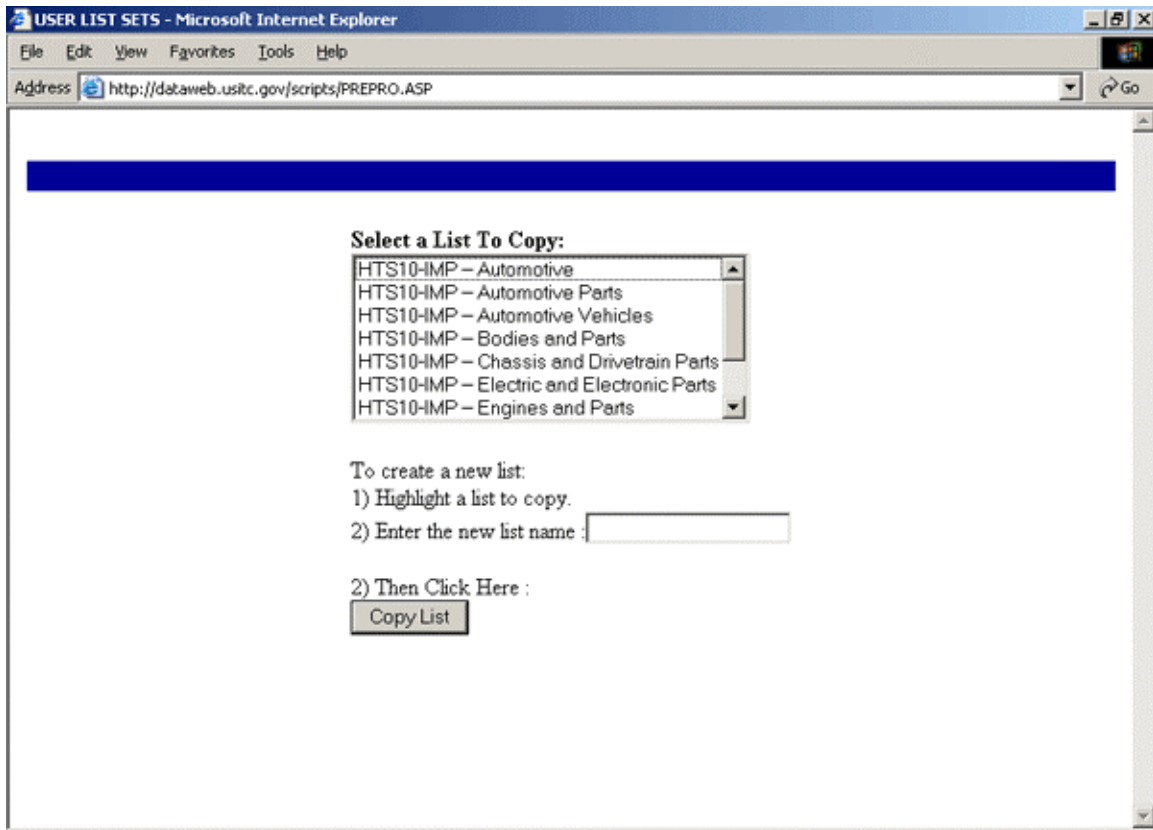 USER LIST SETS - Microsoft Internet Explorer
File Edit View Favorites Tools Help
Address http://dataweb.usitc.gov/scripts/PREPRO.ASP Go
Select a List To Copy:
HTS10-IMP – Automotive
HTS10-IMP – Automotive Parts
HTS10-IMP – Automotive Vehicles
HTS10-IMP – Bodies and Parts
HTS10-IMP – Chassis and Drivetrain Parts
HTS10-IMP – Electric and Electronic Parts
HTS10-IMP – Engines and Parts
To create a new list:
1) Highlight a list to copy.
2) Enter the new list name :
2) Then Click Here :
Copy List